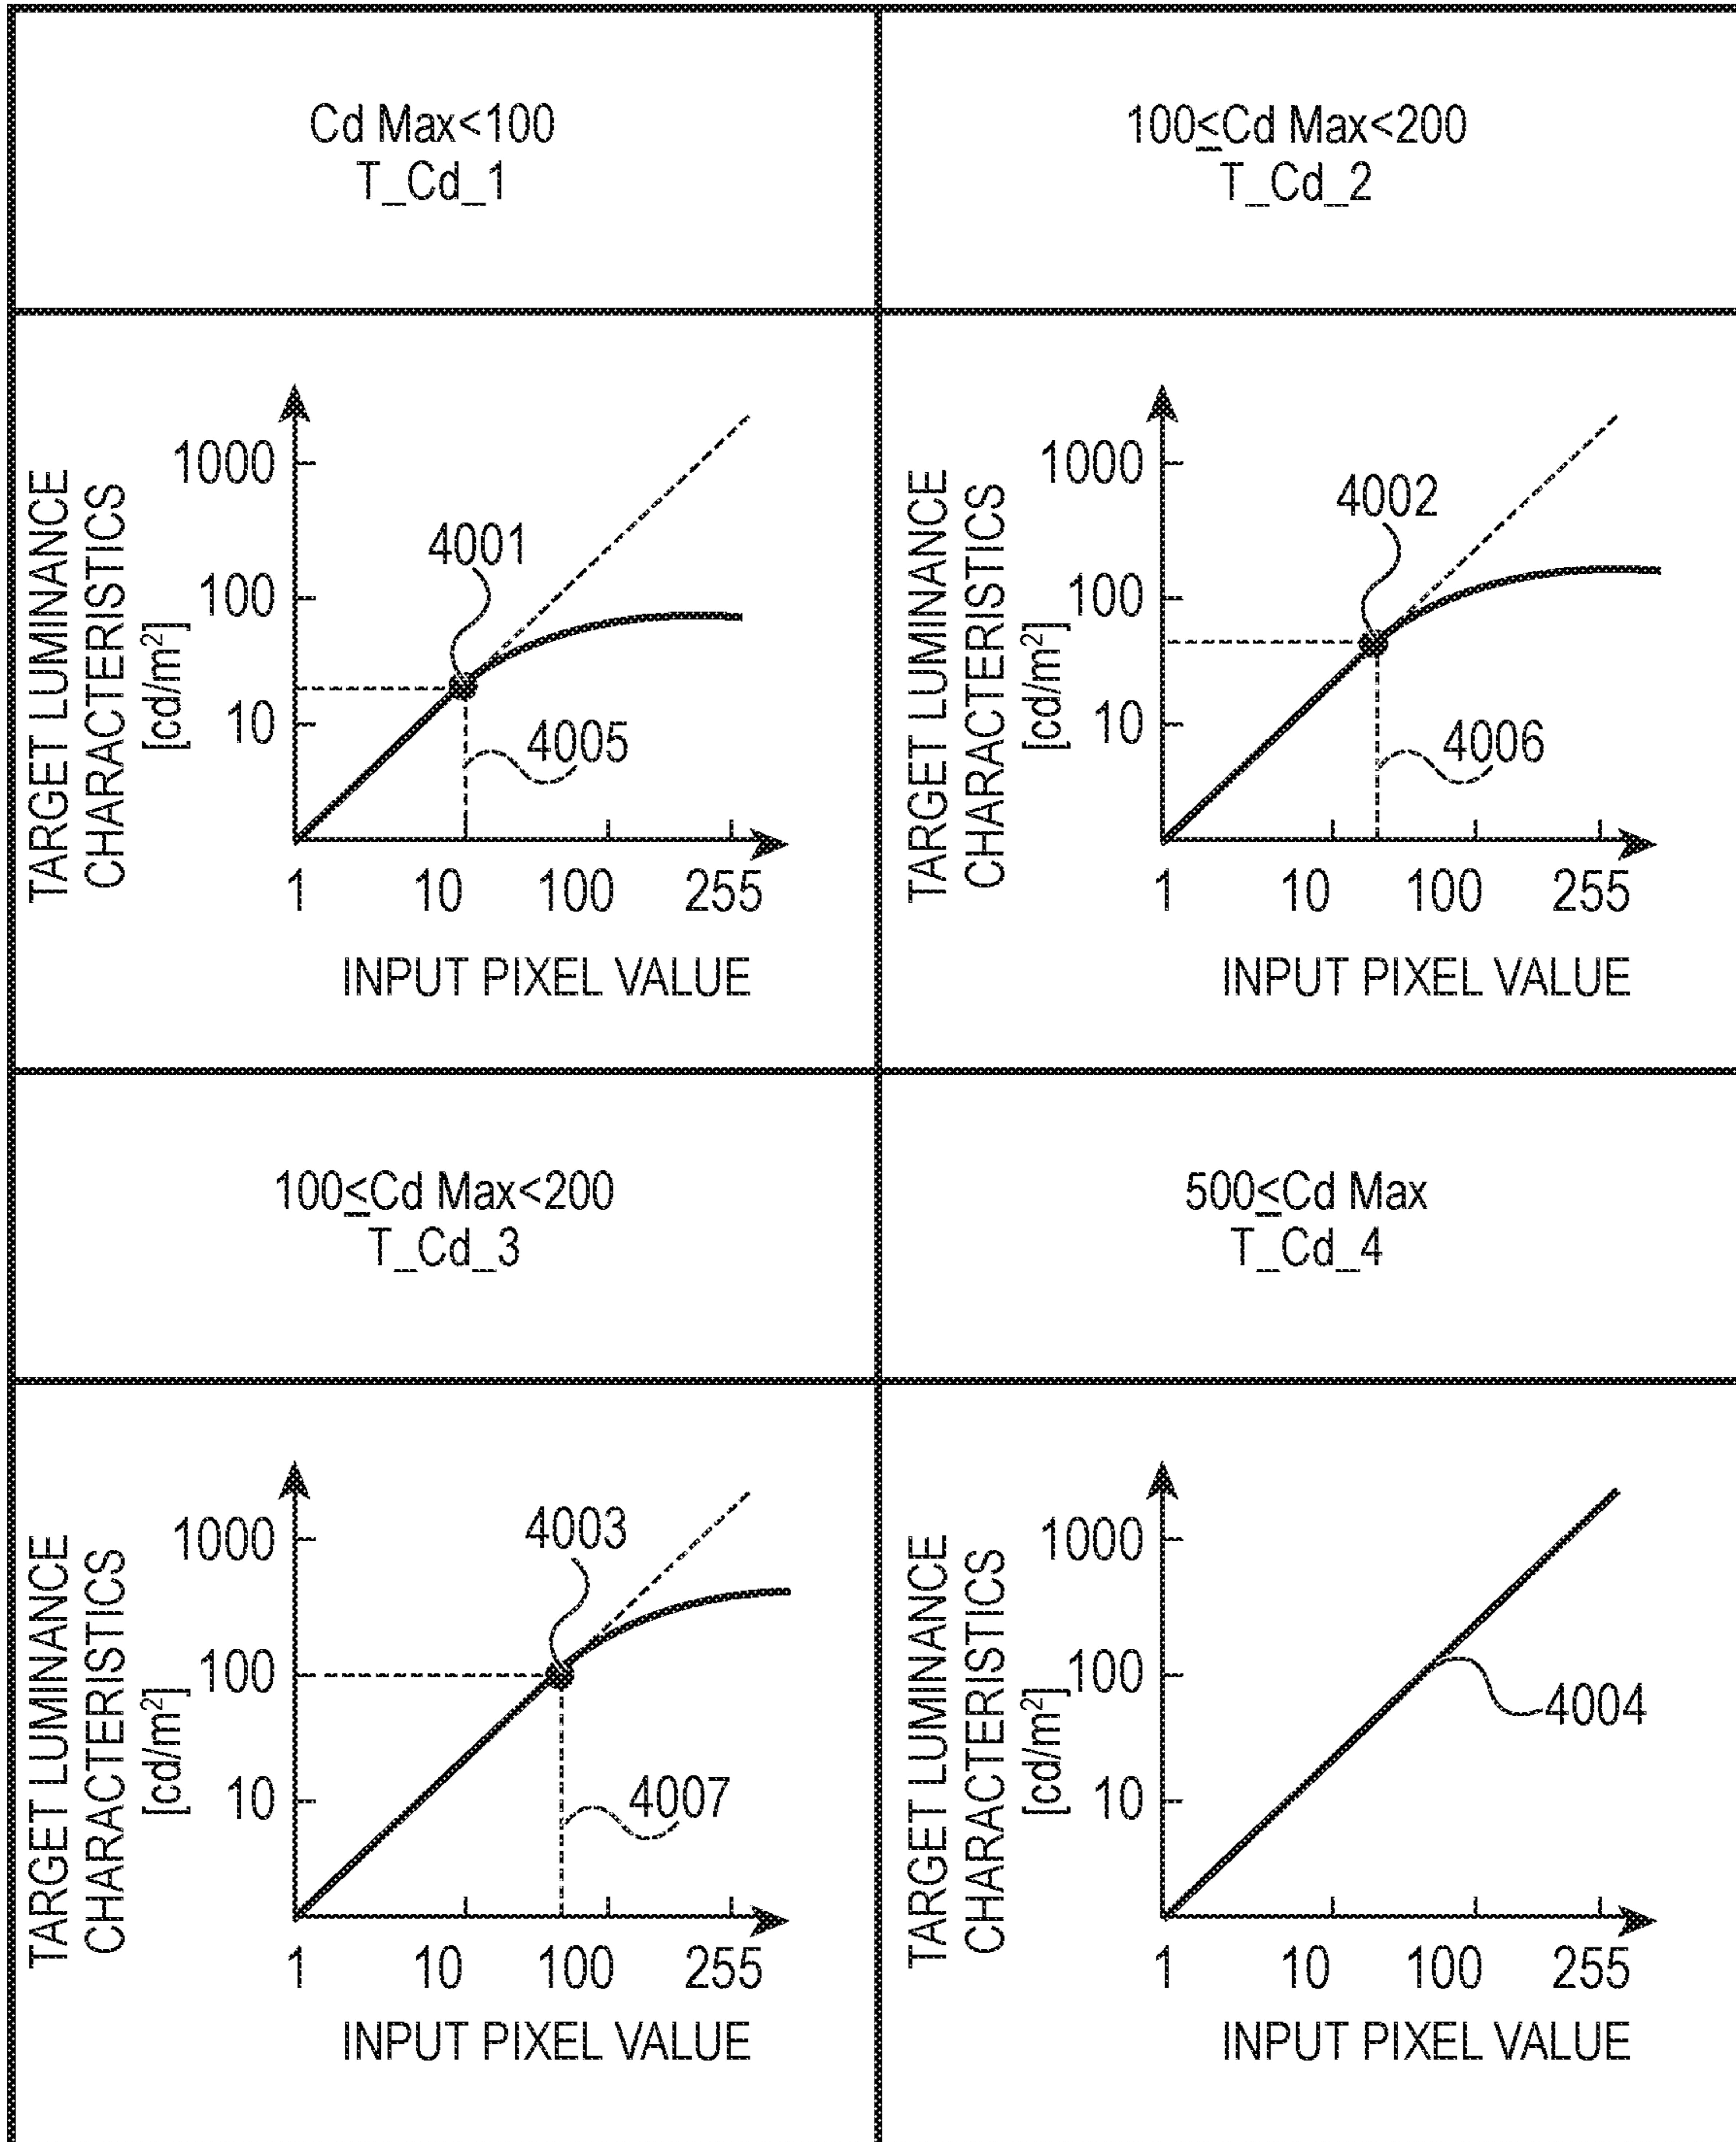 Cd Max<100
T_Cd_1
100≤Cd Max<200
T_Cd_2
TARGET LUMINANCE
CHARACTERISTICS
[cd/m²]
1000
100
10
4001
4005
1
10
100
255
INPUT PIXEL VALUE
TARGET LUMINANCE
CHARACTERISTICS
[cd/m²]
1000
100
10
4002
4006
1
10
100
255
INPUT PIXEL VALUE
100≤Cd Max<200
T_Cd_3
500≤Cd Max
T_Cd_4
TARGET LUMINANCE
CHARACTERISTICS
[cd/m²]
1000
100
10
4003
4007
1
10
100
255
INPUT PIXEL VALUE
TARGET LUMINANCE
CHARACTERISTICS
[cd/m²]
1000
100
10
4004
1
10
100
255
INPUT PIXEL VALUE